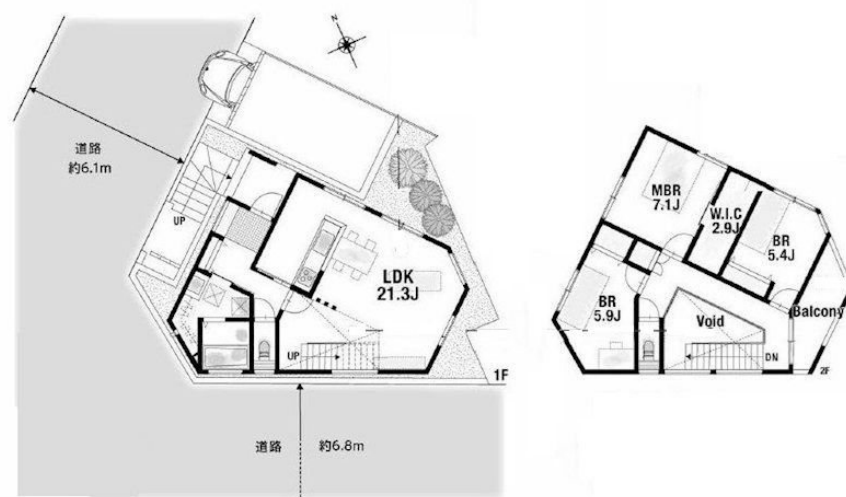 N
道路
約6.1m
UP
LDK
21.3J
UP
1F
道路 約6.8m
MBR
7.1J
W.I.C
2.9J
BR
5.4J
BR
5.9J
Void
Balcony
DN
2F